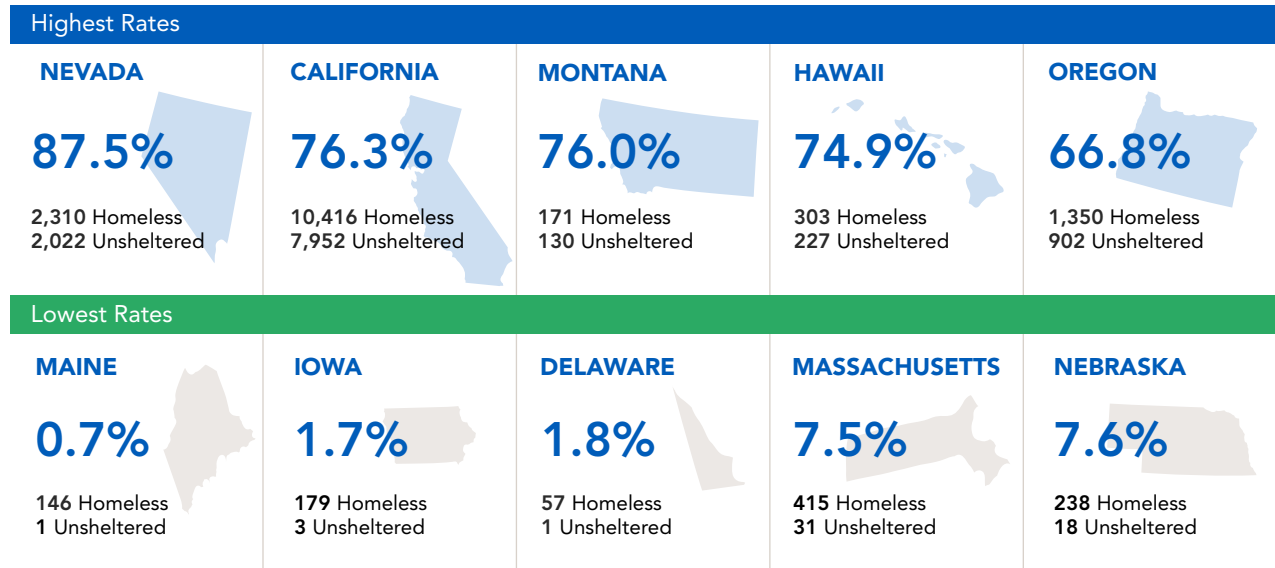 Highest Rates
NEVADA
87.5%
2,310 Homeless
2,022 Unsheltered
CALIFORNIA
76.3%
10,416 Homeless
7,952 Unsheltered
MONTANA
76.0%
171 Homeless
130 Unsheltered
HAWAII
74.9%
303 Homeless
227 Unsheltered
OREGON
66.8%
1,350 Homeless
902 Unsheltered
Lowest Rates
MAINE
0.7%
146 Homeless
1 Unsheltered
IOWA
1.7%
179 Homeless
3 Unsheltered
DELAWARE
1.8%
57 Homeless
1 Unsheltered
MASSACHUSETTS
7.5%
415 Homeless
31 Unsheltered
NEBRASKA
7.6%
238 Homeless
18 Unsheltered